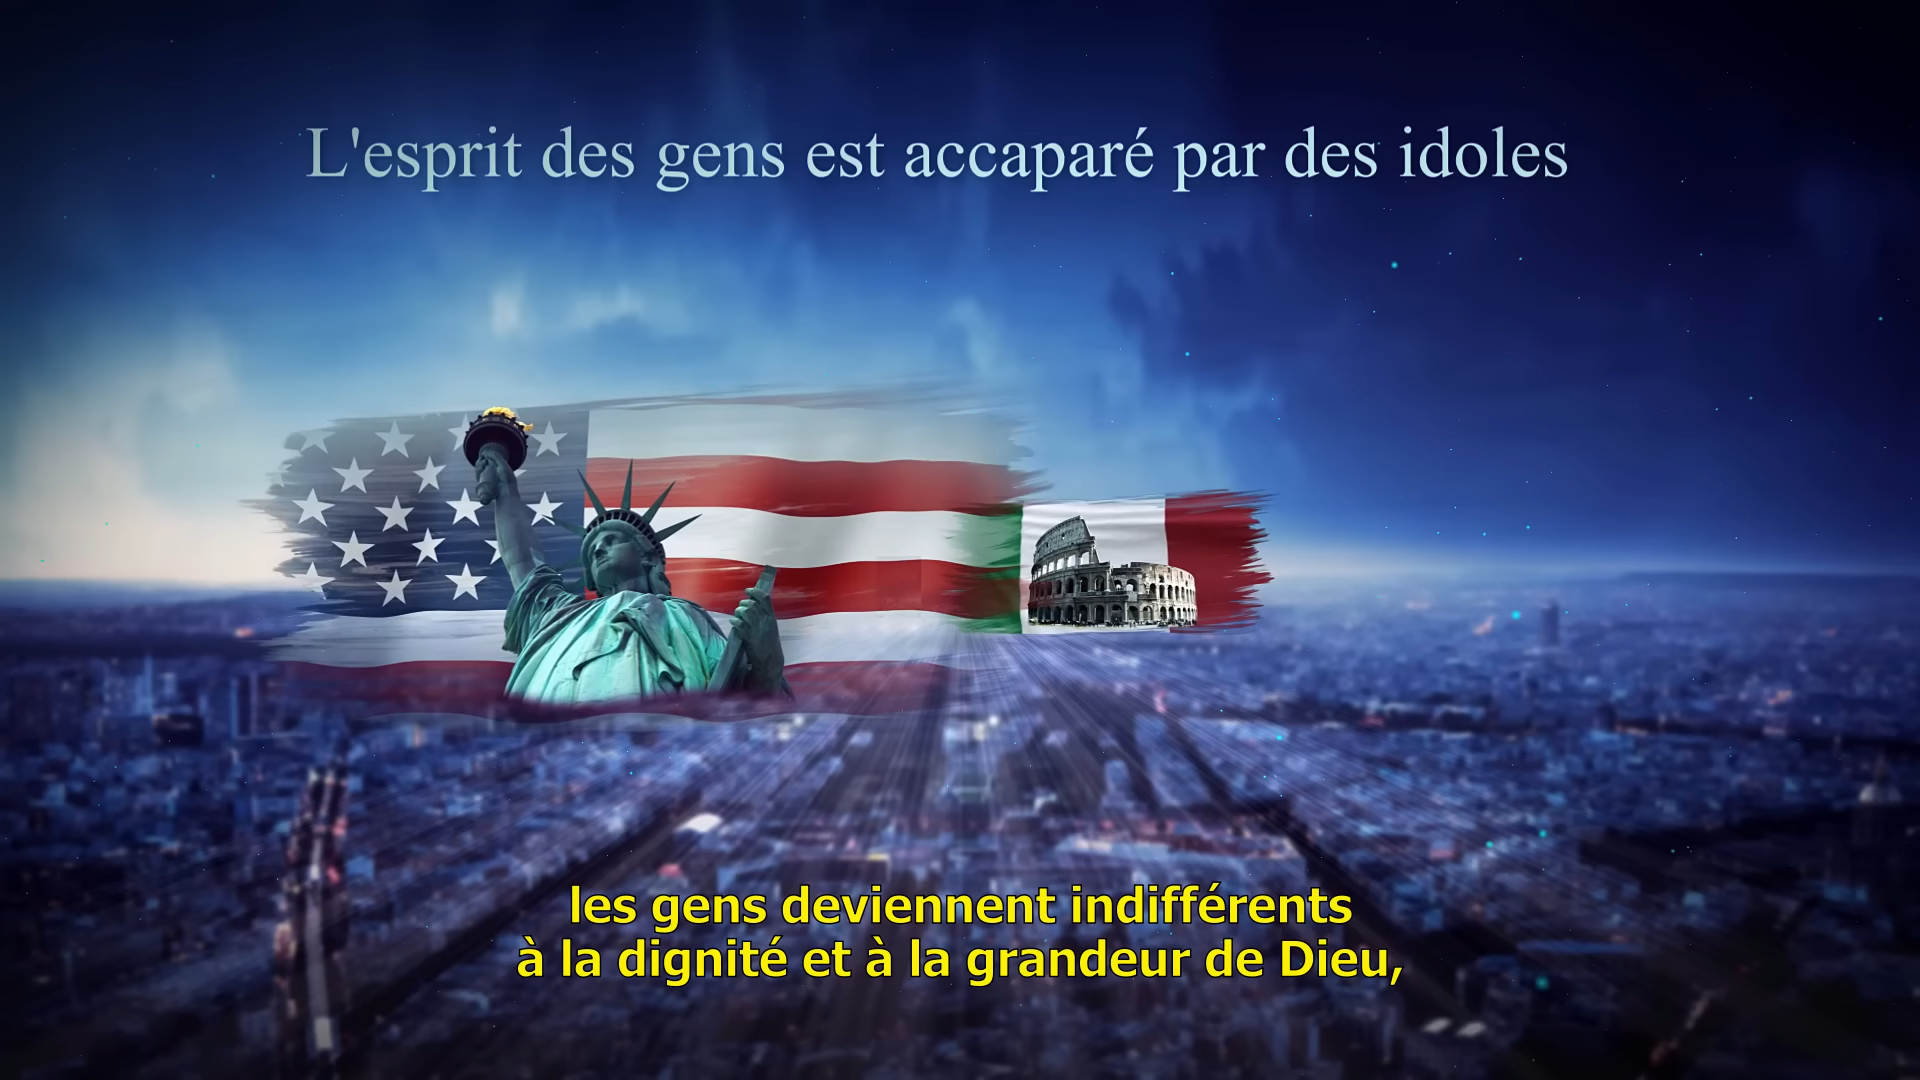 L'esprit des gens est accaparé par des idoles
les gens deviennent indifférents
à la dignité et à la grandeur de Dieu,